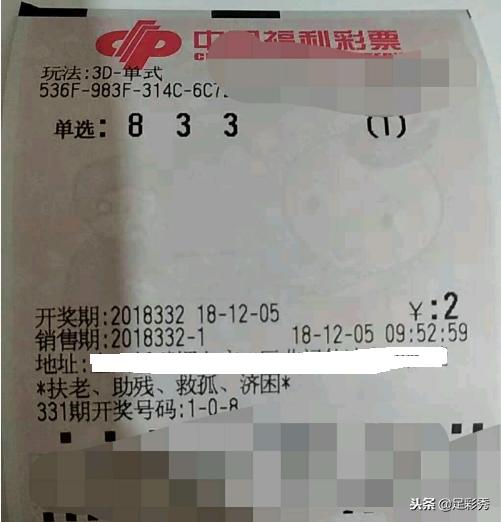 中国福利彩票
玩法:3D-单式
536F-983F-314C-6C7
单选: 8 3 3 (1)
开奖期:2018332 18-12-05 ￥:2
销售期:2018332-1 18-12-05 09:52:59
地址:
*扶老、助残、救孤、济困*
331期开奖号码:1-0-8
头条 @足彩秀